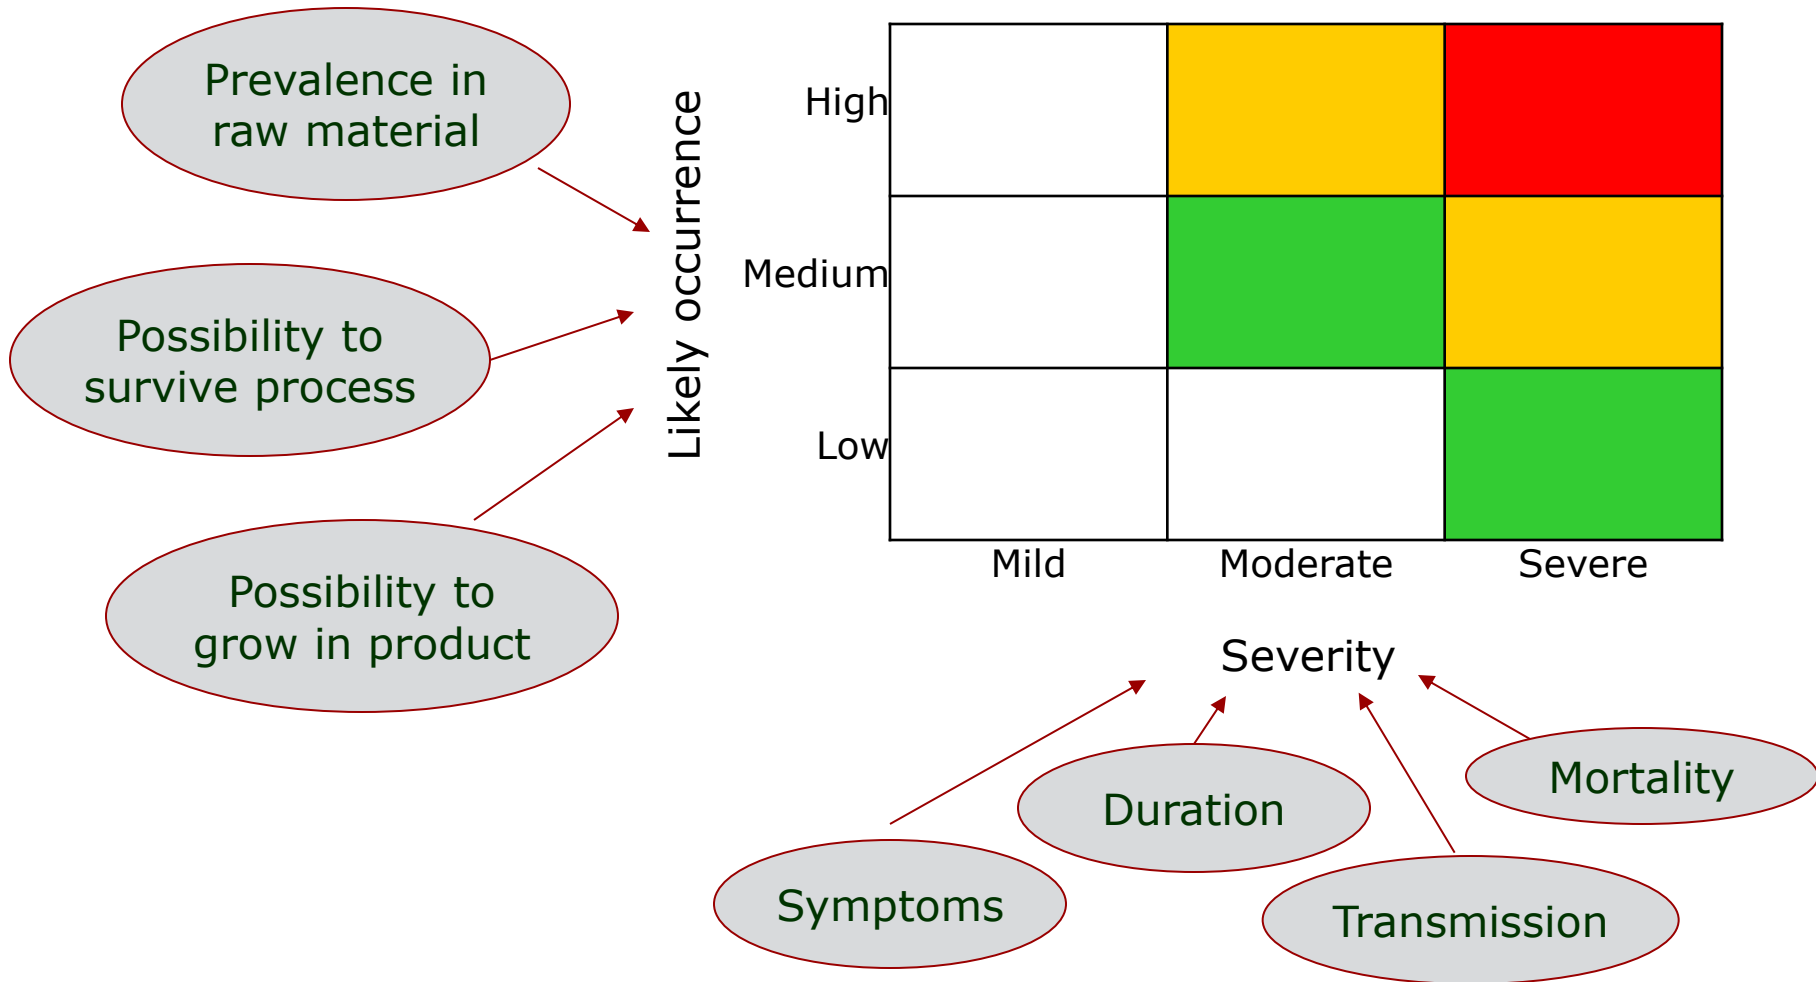 Prevalence in
raw material
Possibility to
survive process
Possibility to
grow in product
Likely occurrence
High
Medium
Low
Mild
Moderate
Severe
Severity
Symptoms
Duration
Transmission
Mortality